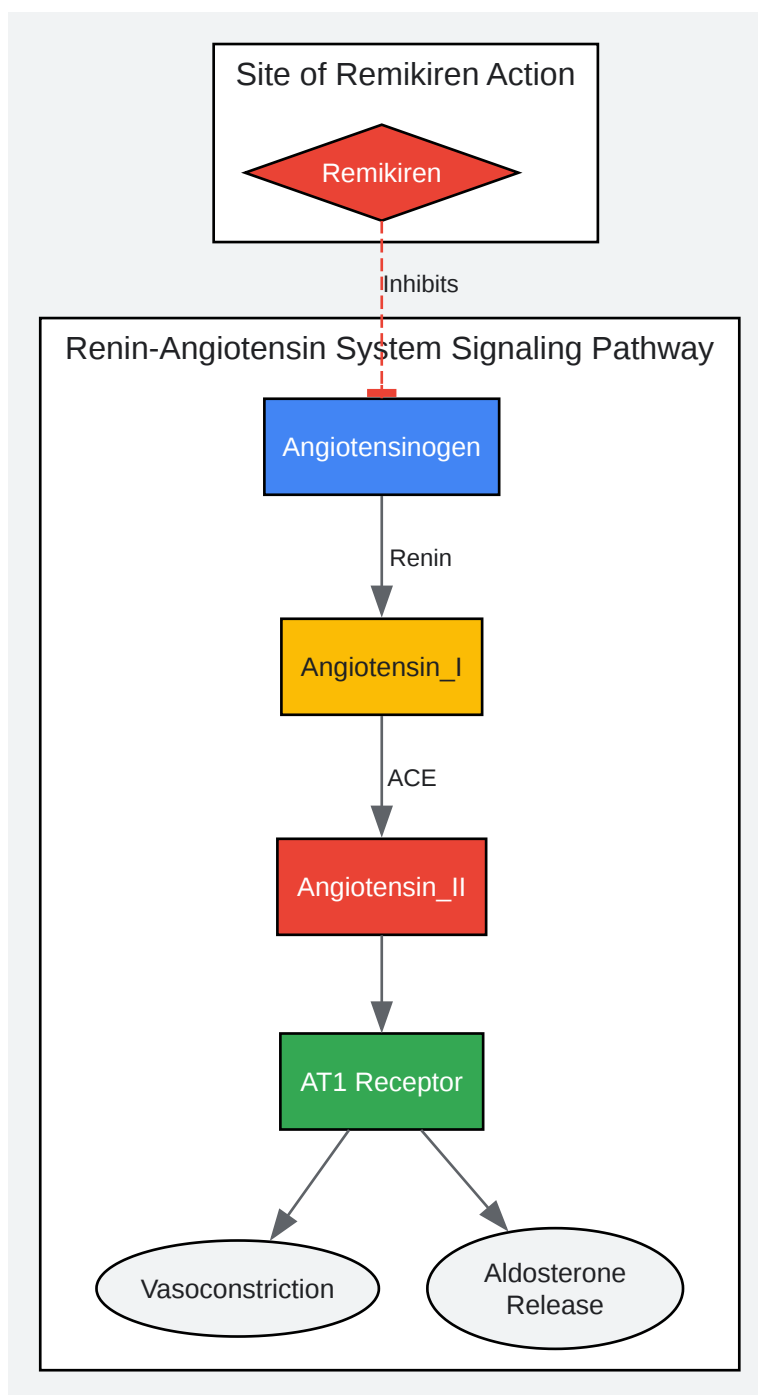 Site of Remikiren Action
Remikiren
Inhibits
Renin-Angiotensin System Signaling Pathway
Angiotensinogen
Renin
Angiotensin_I
ACE
Angiotensin_II
AT1 Receptor
Vasoconstriction
Aldosterone
Release